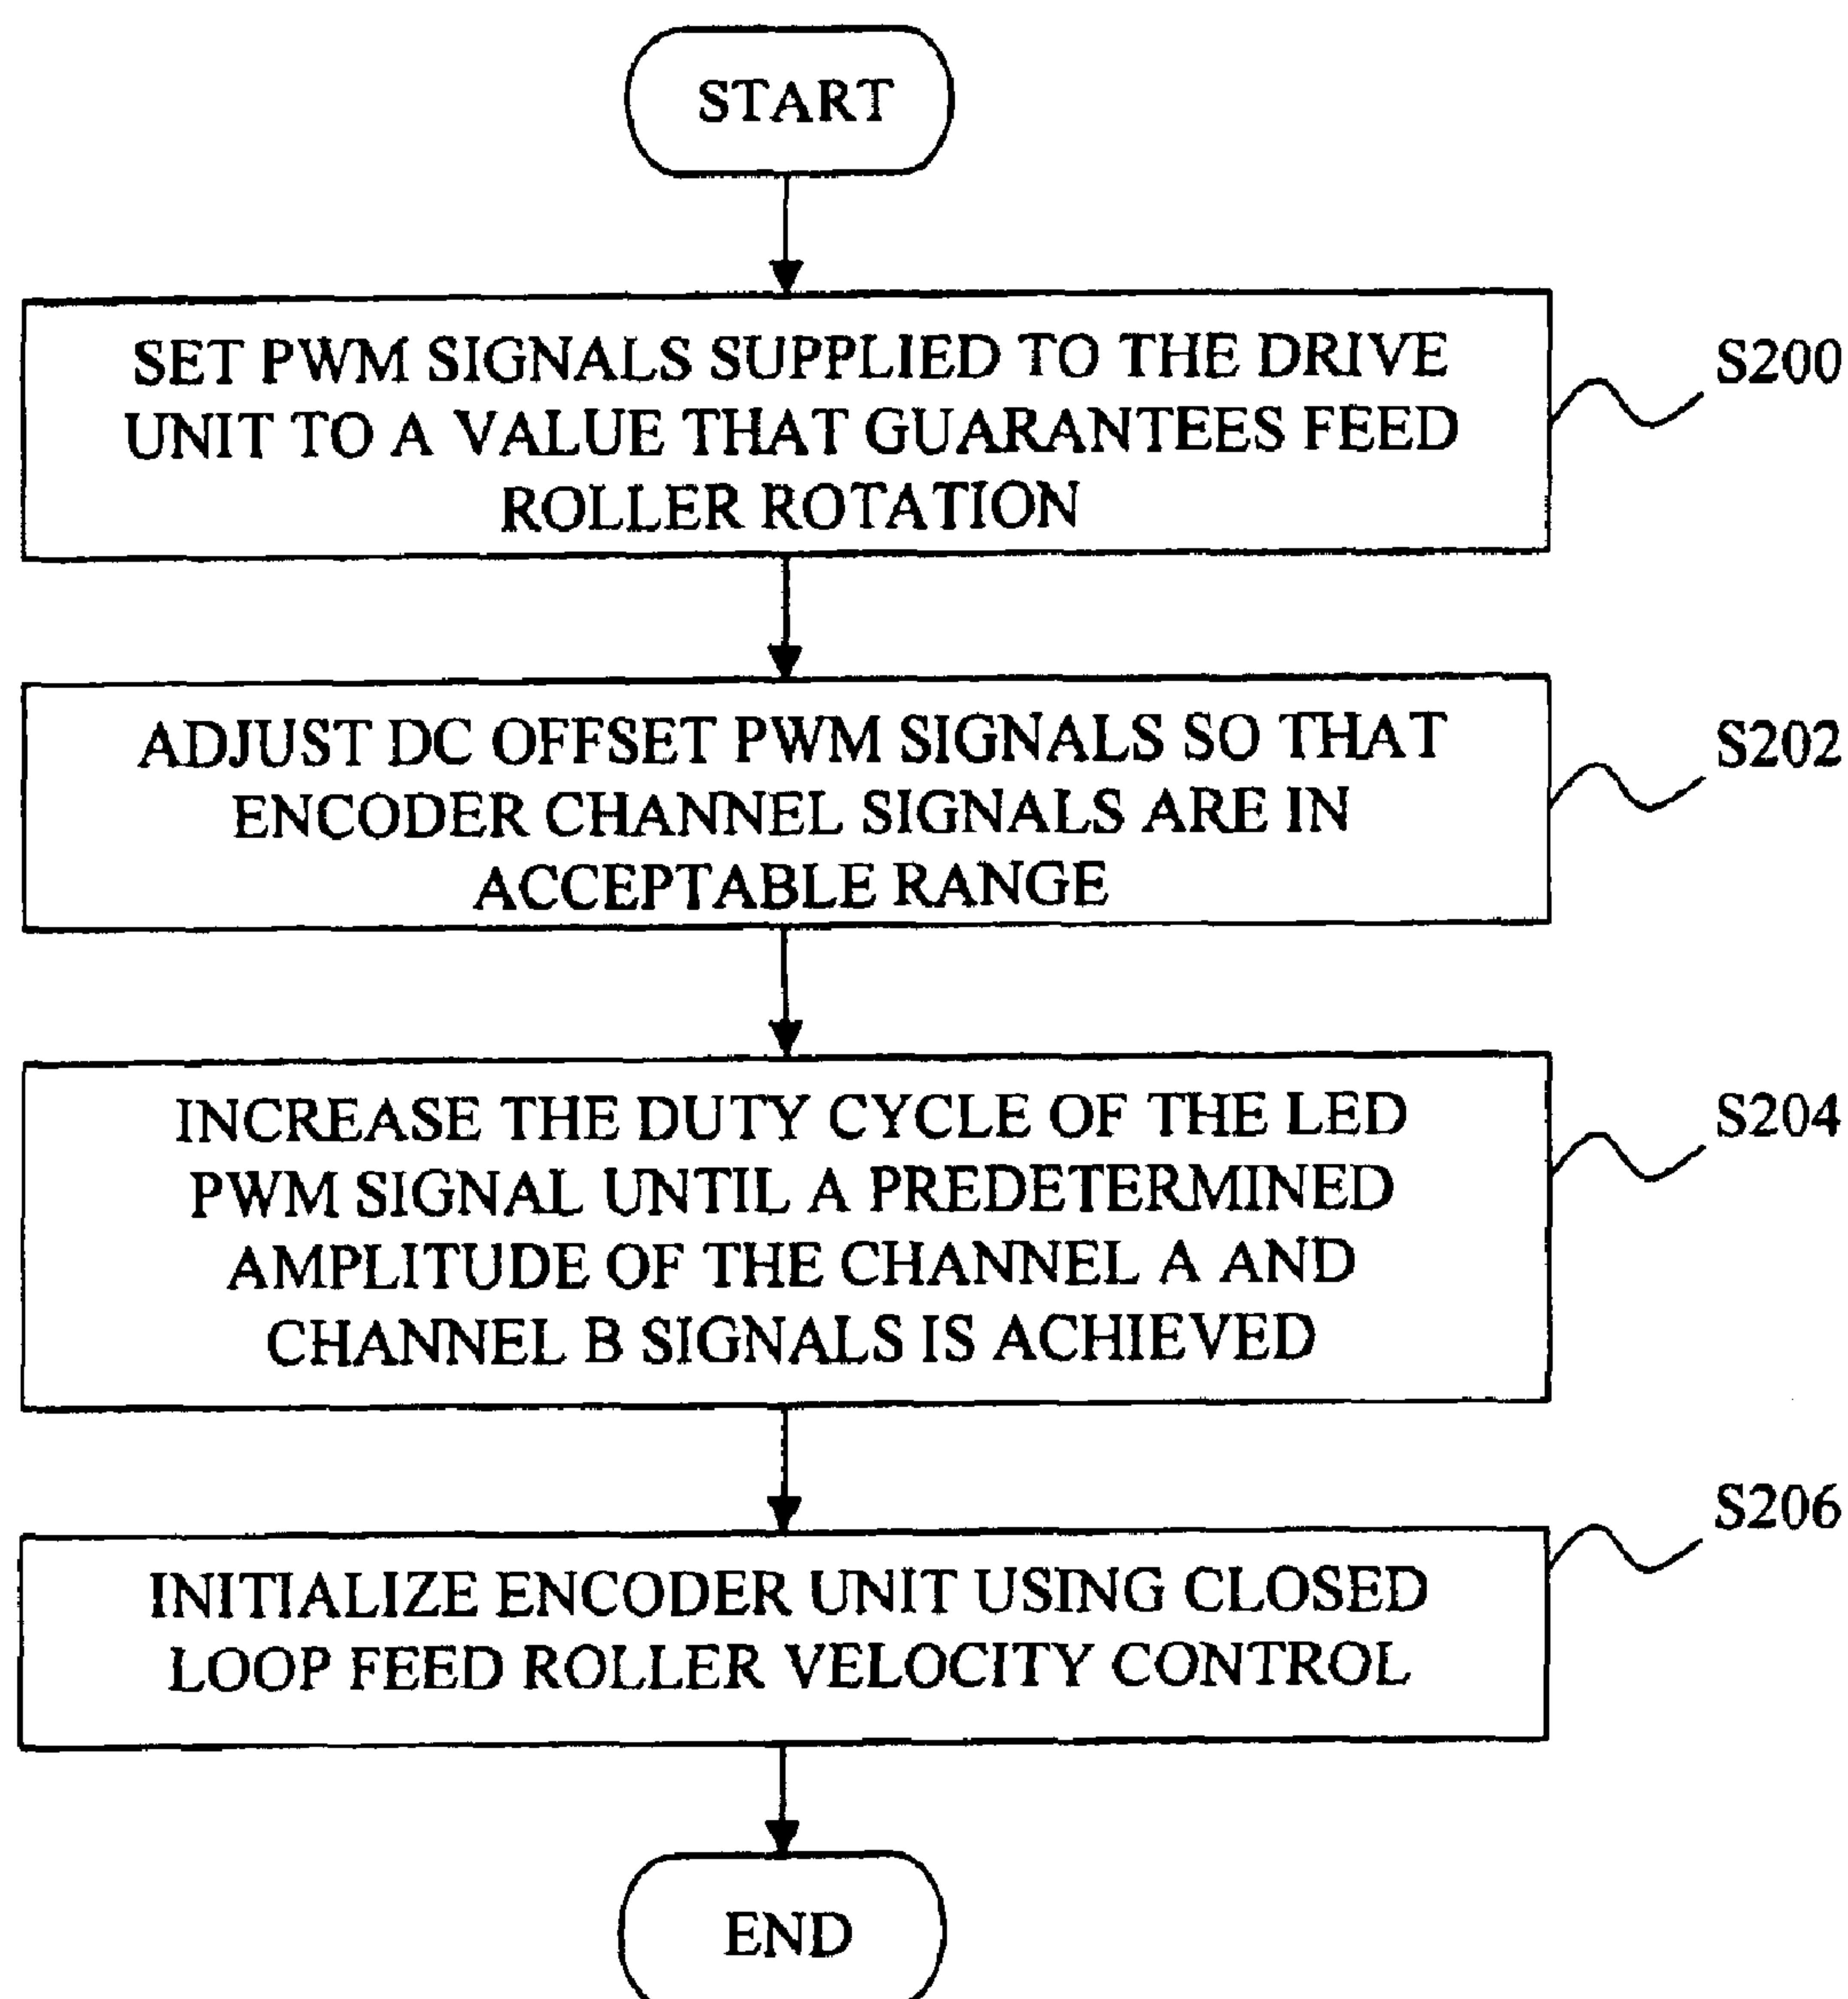 START
SET PWM SIGNALS SUPPLIED TO THE DRIVE
UNIT TO A VALUE THAT GUARANTEES FEED
ROLLER ROTATION
S200
ADJUST DC OFFSET PWM SIGNALS SO THAT
ENCODER CHANNEL SIGNALS ARE IN
ACCEPTABLE RANGE
S202
INCREASE THE DUTY CYCLE OF THE LED
PWM SIGNAL UNTIL A PREDETERMINED
AMPLITUDE OF THE CHANNEL A AND
CHANNEL B SIGNALS IS ACHIEVED
S204
INITIALIZE ENCODER UNIT USING CLOSED
LOOP FEED ROLLER VELOCITY CONTROL
S206
END